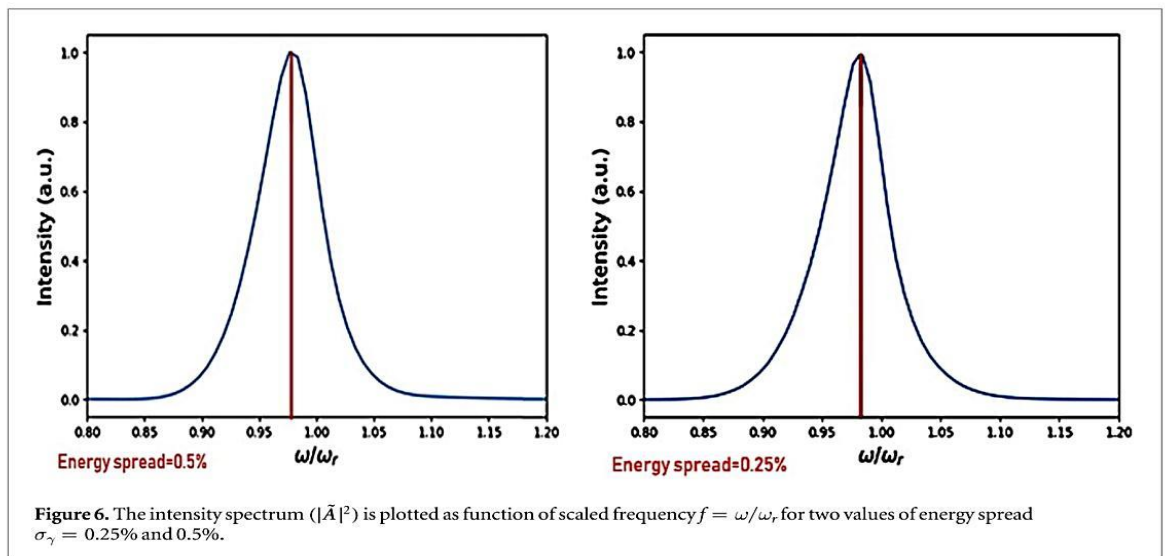 Intensity (a.u.)
1.0
0.8
0.6
0.4
0.2
0.0
0.80 0.85 0.90 0.95 1.00 1.05 1.10 1.15 1.20
Energy spread=0.5%
ω/ωr
Intensity (a.u.)
1.0
0.8
0.6
0.4
0.2
0.0
0.80 0.85 0.90 0.95 1.00 1.05 1.10 1.15 1.20
Energy spread=0.25%
ω/ωr
Figure 6. The intensity spectrum (|Ã|²) is plotted as function of scaled frequency f = ω/ωr for two values of energy spread
σγ = 0.25% and 0.5%.